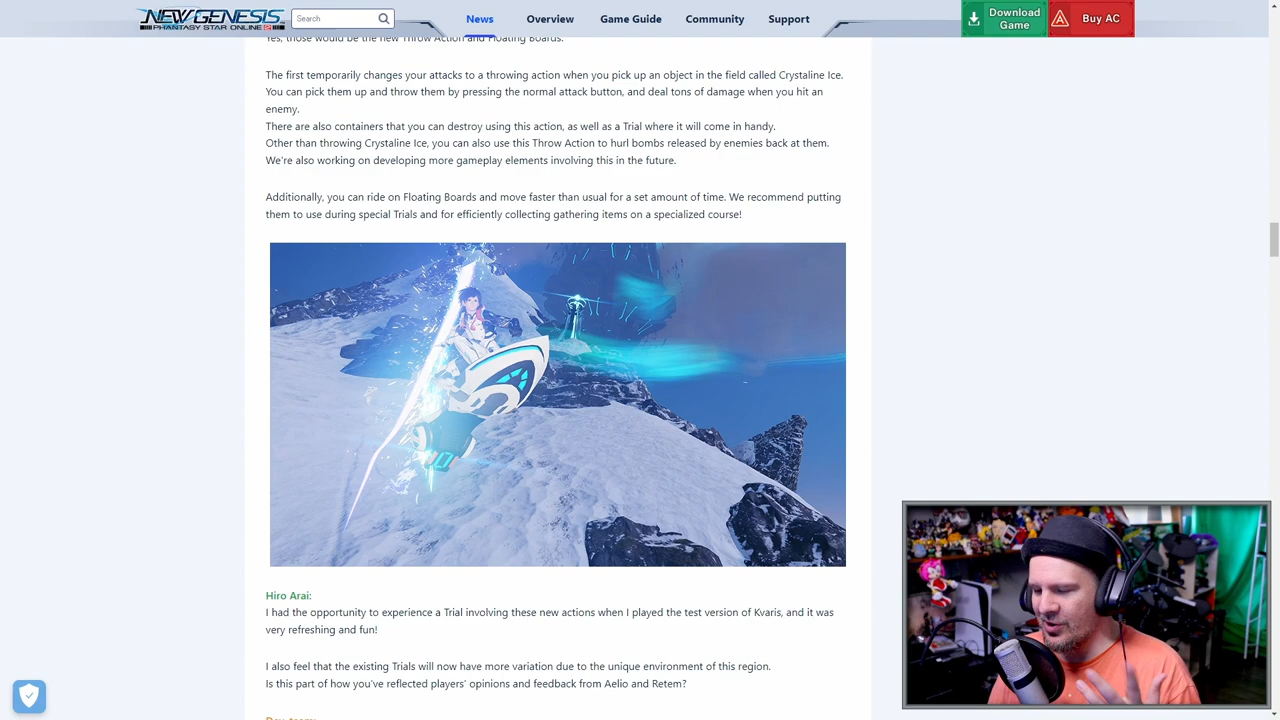 NEW GENESIS
PHANTASY STAR ONLINE 2
Search
News
Overview
Game Guide
Community
Support
Download
Game
Buy AC
Yes, those would be the new Throw Action and Floating Boards.
The first temporarily changes your attacks to a throwing action when you pick up an object in the field called Crystaline Ice.
You can pick them up and throw them by pressing the normal attack button, and deal tons of damage when you hit an
enemy.
There are also containers that you can destroy using this action, as well as a Trial where it will come in handy.
Other than throwing Crystaline Ice, you can also use this Throw Action to hurl bombs released by enemies back at them.
We're also working on developing more gameplay elements involving this in the future.
Additionally, you can ride on Floating Boards and move faster than usual for a set amount of time. We recommend putting
them to use during special Trials and for efficiently collecting gathering items on a specialized course!
Hiro Arai:
I had the opportunity to experience a Trial involving these new actions when I played the test version of Kvaris, and it was
very refreshing and fun!
I also feel that the existing Trials will now have more variation due to the unique environment of this region.
Is this part of how you've reflected players' opinions and feedback from Aelio and Retem?